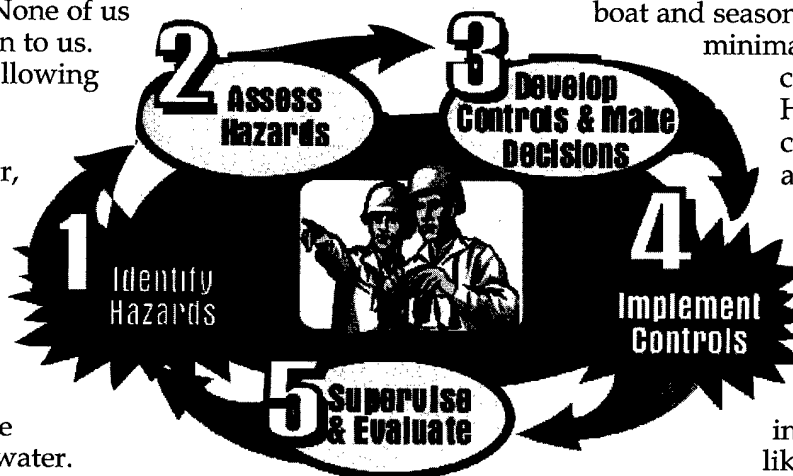 None of us
n to us.
llowing
r,
e
water.
boat and season
minima
c
H
c
a
in
lik
1
Identify
Hazards
2
Assess
Hazards
3
Develop
Controls & Make
Decisions
4
Implement
Controls
5
Supervise
& Evaluate